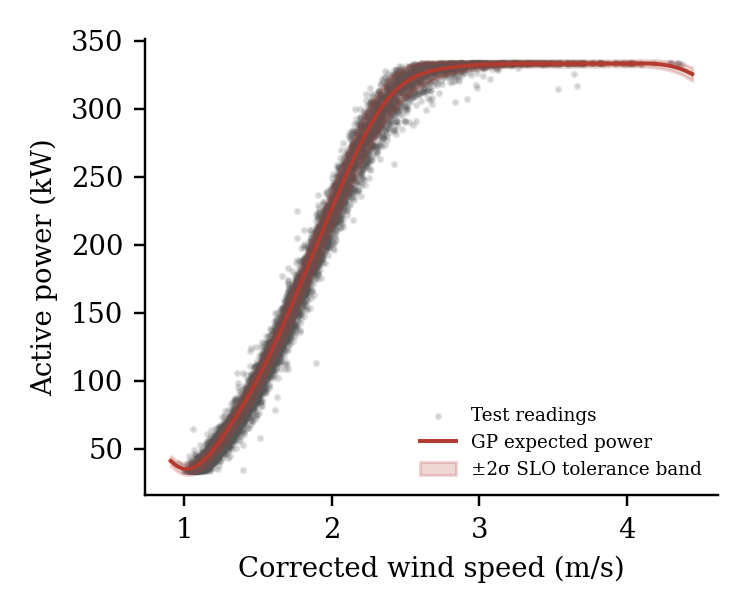 350
300
250
200
150
100
50
Active power (kW)
Test readings
GP expected power
±2σ SLO tolerance band
1 2 3 4
Corrected wind speed (m/s)